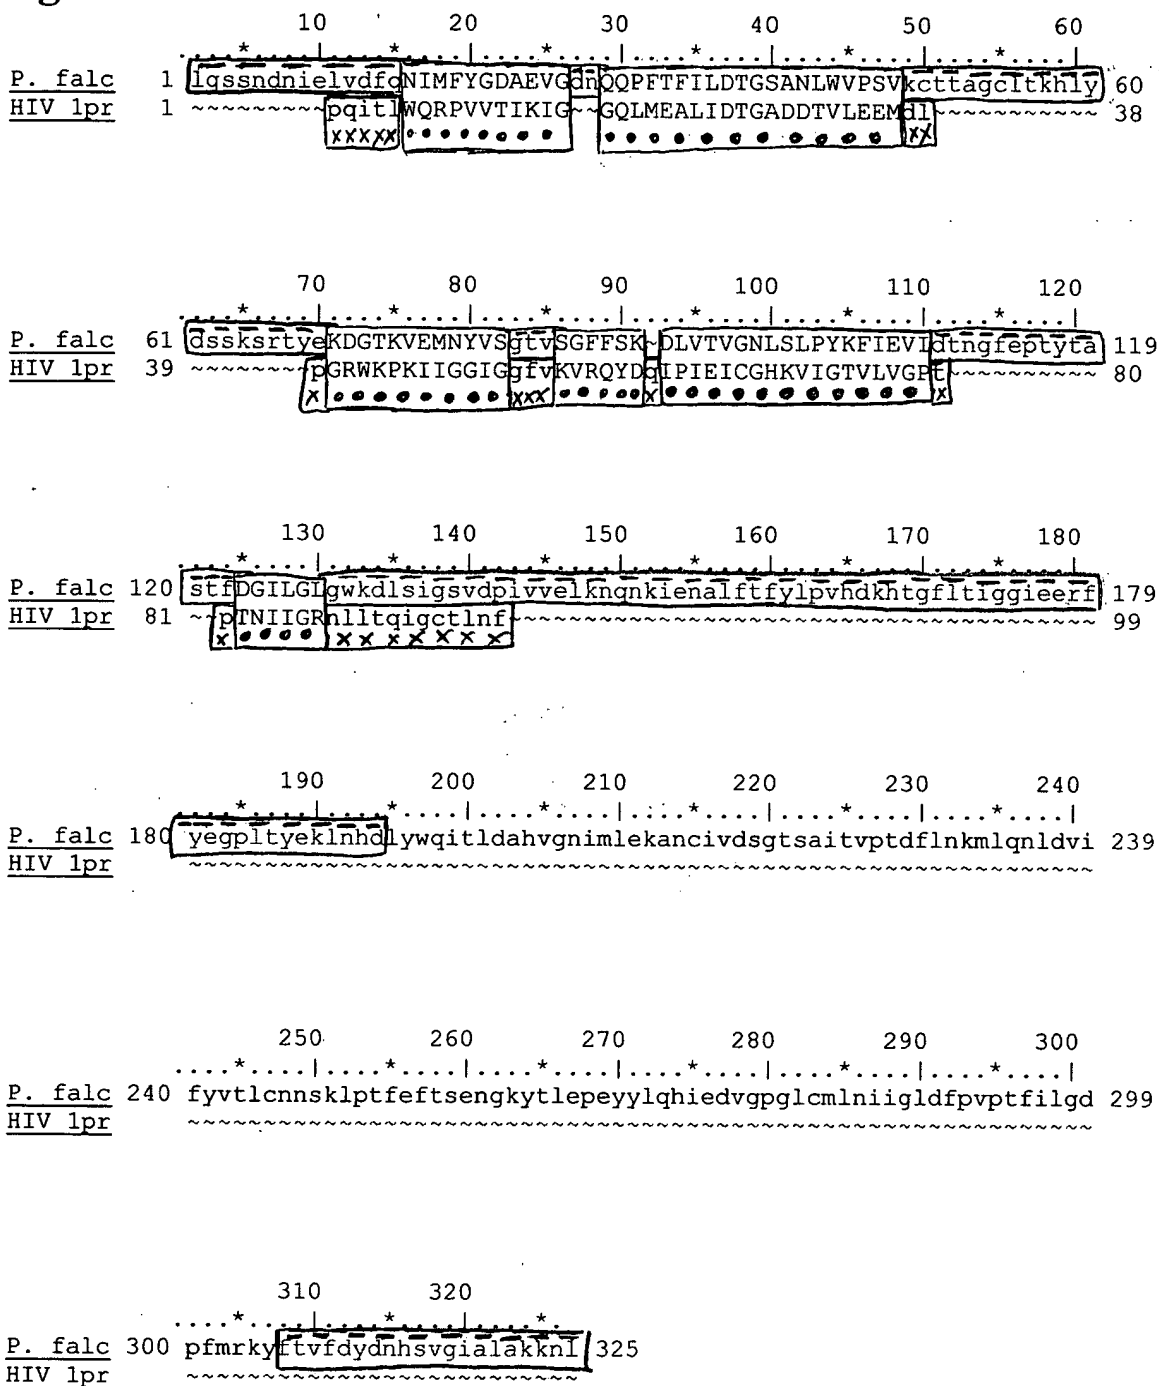 10 20 30 40 50 60
....*....|....*....|....*....|....*....|....*....|....*....|
P. falc 1 lqssndnielvdfqNIMFYGDAEVGdnQQPFTFILDTGSANLWVPSVkcttagcltkhly 60
HIV 1pr 1 ~~~~~~~~~pqitlWQRPVVTIKIG~~GQLMEALIDTGADDTVLEEMdl~~~~~~~~~~~ 38
xxxxx ● ● ● ● ● ● ● ● ● ● ● ● ● ● ● ● ● xx
70 80 90 100 110 120
....*....|....*....|....*....|....*....|....*....|....*....|
P. falc 61 dssksrtyeKDGTKVEMNYVSgtvSGFFSK~DLVTVGNLSLPYKFIEVIdtngfeptyta 119
HIV 1pr 39 ~~~~~~~~pGRWKPKIIGGIGgfvKVRQYDqIPIEICGHKVIGTVLVGPt~~~~~~~~~~ 80
x ● ● ● ● ● ● ● xxx ● ● ● ● ● x ● ● ● ● ● ● ● ● ● ● x
130 140 150 160 170 180
....*....|....*....|....*....|....*....|....*....|....*....|
P. falc 120 stfDGILGLgwkdlsigsvdpivvelknqnkienalftfylpvhdkhtgfltiggieerf 179
HIV 1pr 81 ~~pTNIIGRnlltqigctlnf~~~~~~~~~~~~~~~~~~~~~~~~~~~~~~~~~~~~~~~ 99
x ● ● ● ● x x x x x x x
190 200 210 220 230 240
....*....|....*....|....*....|....*....|....*....|....*....|
P. falc 180 yegpltyeklnhdlywqitldahvgnimlekancivdsgtsaitvptdflnkmlqnldvi 239
HIV 1pr ~~~~~~~~~~~~~~~~~~~~~~~~~~~~~~~~~~~~~~~~~~~~~~~~~~~~~~~~~~~~
250 260 270 280 290 300
....*....|....*....|....*....|....*....|....*....|....*....|
P. falc 240 fyvtlcnnsklptfeftsengkytlepeyylqhiedvgpglcmlniigldfpvptfilgd 299
HIV 1pr ~~~~~~~~~~~~~~~~~~~~~~~~~~~~~~~~~~~~~~~~~~~~~~~~~~~~~~~~~~~~
310 320
....*....|....*....|....*.
P. falc 300 pfmrkyftvfdydnhsvgialakknl 325
HIV 1pr ~~~~~~~~~~~~~~~~~~~~~~~~~~